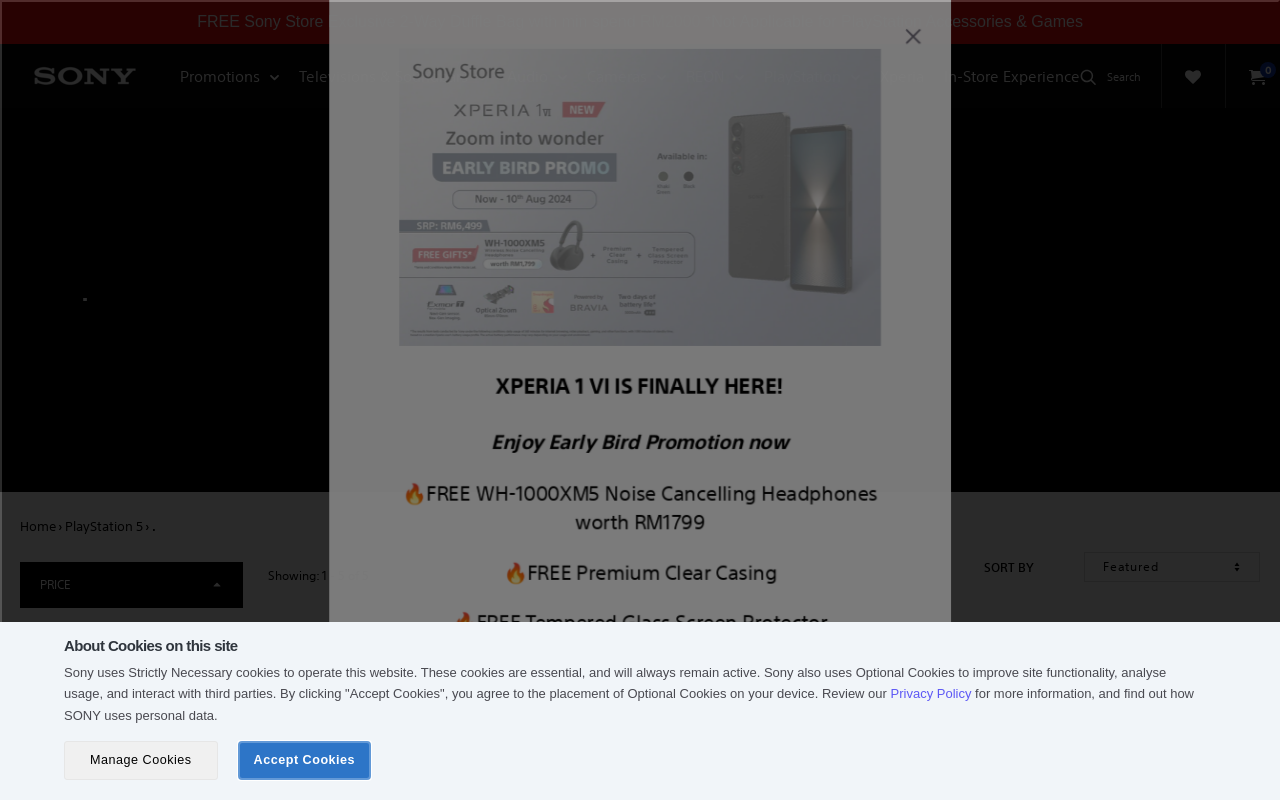 FREE Sony Store
cessories & Games
SONY
Promotions
n-Store Experience
Search
0
Sony Store
XPERIA 1 VI NEW
Zoom into wonder
EARLY BIRD PROMO
Available in:
Now - 10th Aug 2024
SRP: RM6,499
FREE GIFTS*
WH-1000XM5
worth RM1,799
+ Premium Clear Casing + Tempered Glass Screen Protector
Optical Zoom
Powered by BRAVIA
Two days of battery life
XPERIA 1 VI IS FINALLY HERE!
Enjoy Early Bird Promotion now
🔥FREE WH-1000XM5 Noise Cancelling Headphones
worth RM1799
🔥FREE Premium Clear Casing
🔥FREE Tempered Glass Screen Protector
Home › PlayStation 5 › .
PRICE
Showing: 1
SORT BY
Featured
About Cookies on this site
Sony uses Strictly Necessary cookies to operate this website. These cookies are essential, and will always remain active. Sony also uses Optional Cookies to improve site functionality, analyse
usage, and interact with third parties. By clicking "Accept Cookies", you agree to the placement of Optional Cookies on your device. Review our Privacy Policy for more information, and find out how
SONY uses personal data.
Manage Cookies
Accept Cookies